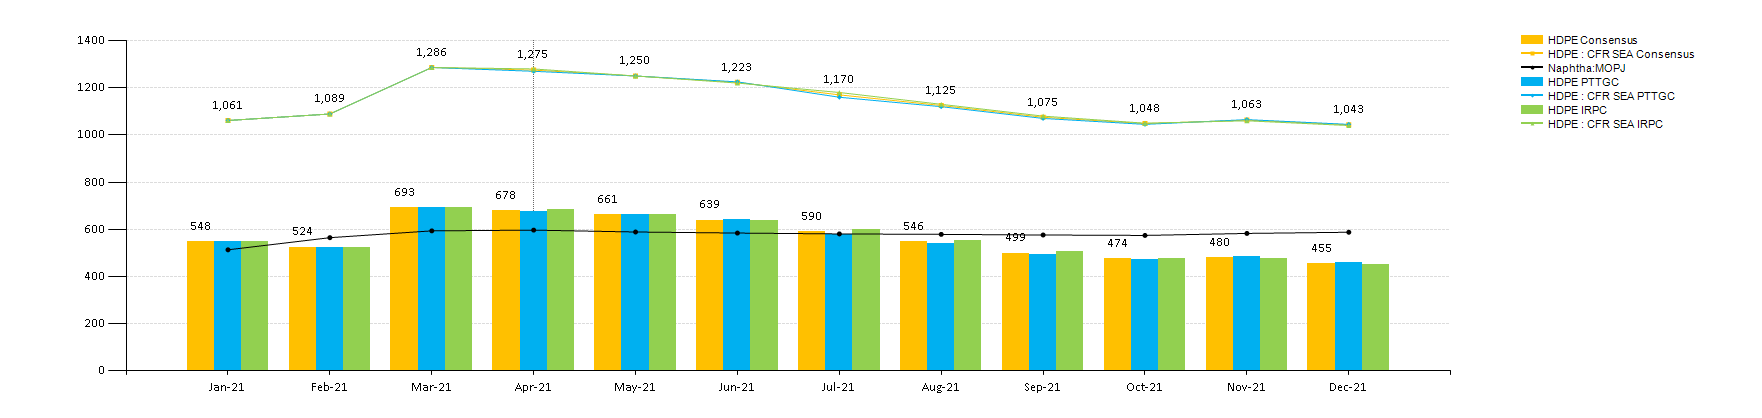 1400
1200
1000
800
600
400
200
0
1,061
1,089
1,286
1,275
1,250
1,223
1,170
1,125
1,075
1,048
1,063
1,043
548
524
693
678
661
639
590
546
499
474
480
455
Jan-21
Feb-21
Mar-21
Apr-21
May-21
Jun-21
Jul-21
Aug-21
Sep-21
Oct-21
Nov-21
Dec-21
HDPE Consensus
HDPE : CFR SEA Consensus
Naphtha:MOPJ
HDPE PTTGC
HDPE : CFR SEA PTTGC
HDPE IRPC
HDPE : CFR SEA IRPC